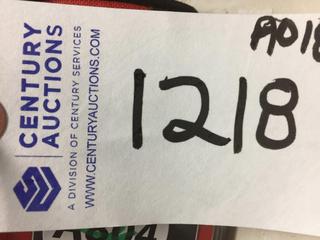 CENTURY
AUCTIONS
A DIVISION OF CENTURY SERVICES
WWW.CENTURYAUCTIONS.COM
1218